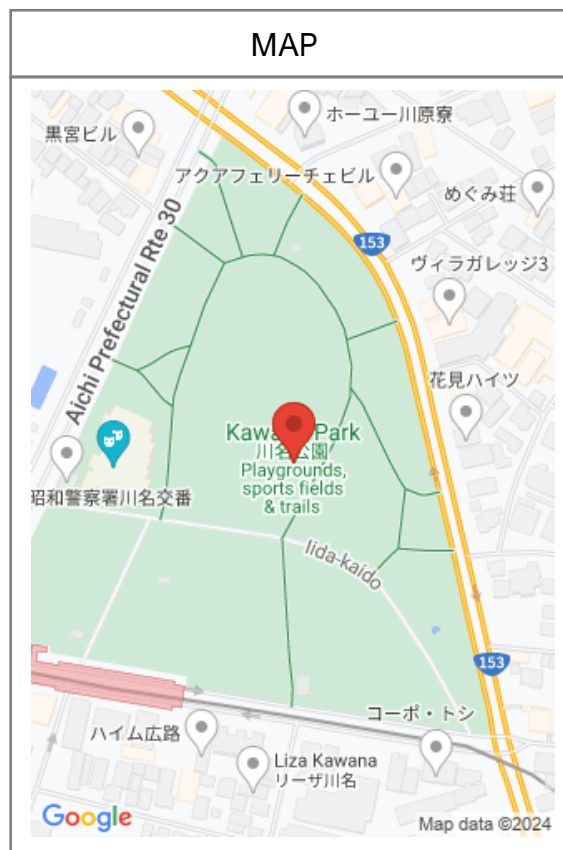 MAP
ホーユー川原寮
黒宮ビル
アクアフェリーチェビル
めぐみ荘
153
ヴィラガレッジ3
Aichi Prefectural Rte 30
花見ハイツ
Park
川名公園
Playgrounds,
sports fields
& trails
昭和警察署川名交番
Iida-kaido
153
コーポ・トシ
ハイム広路
Liza Kawana
リーザ川名
Google
Map data ©2024